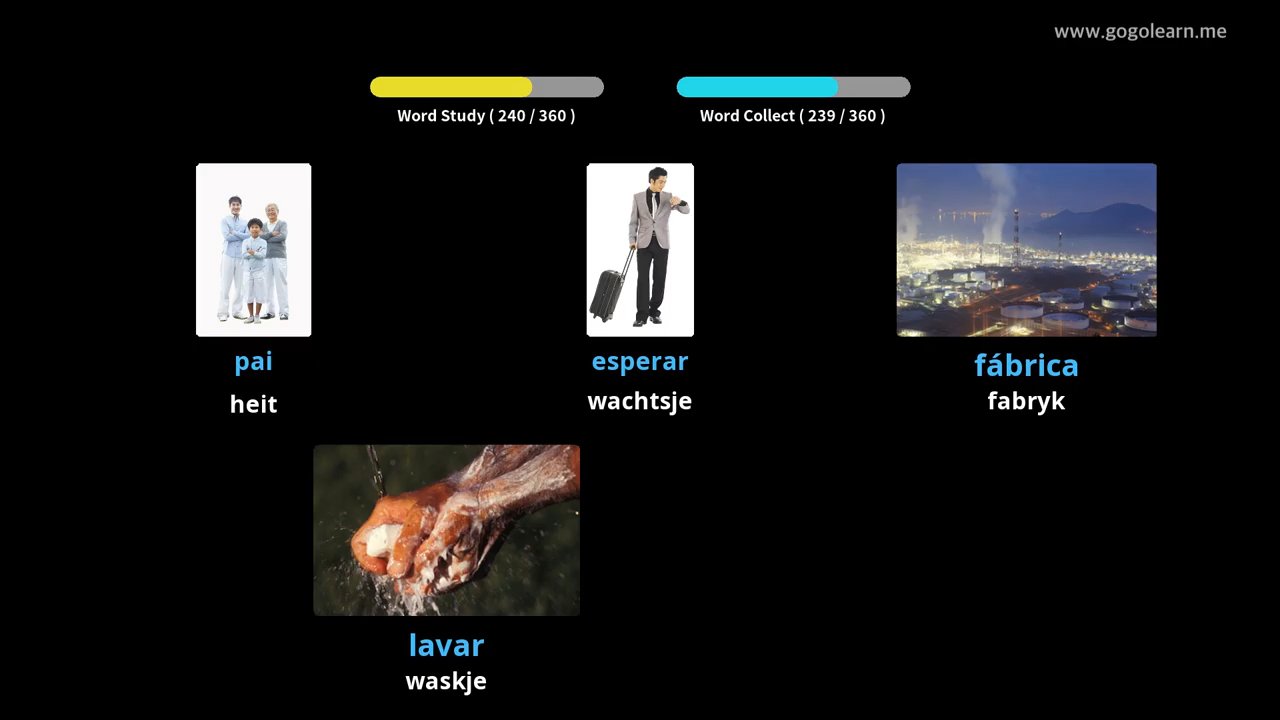 www.gogolearn.me
Word Study ( 240 / 360 )
Word Collect ( 239 / 360 )
pai
heit
esperar
wachtsje
fábrica
fabryk
lavar
waskje